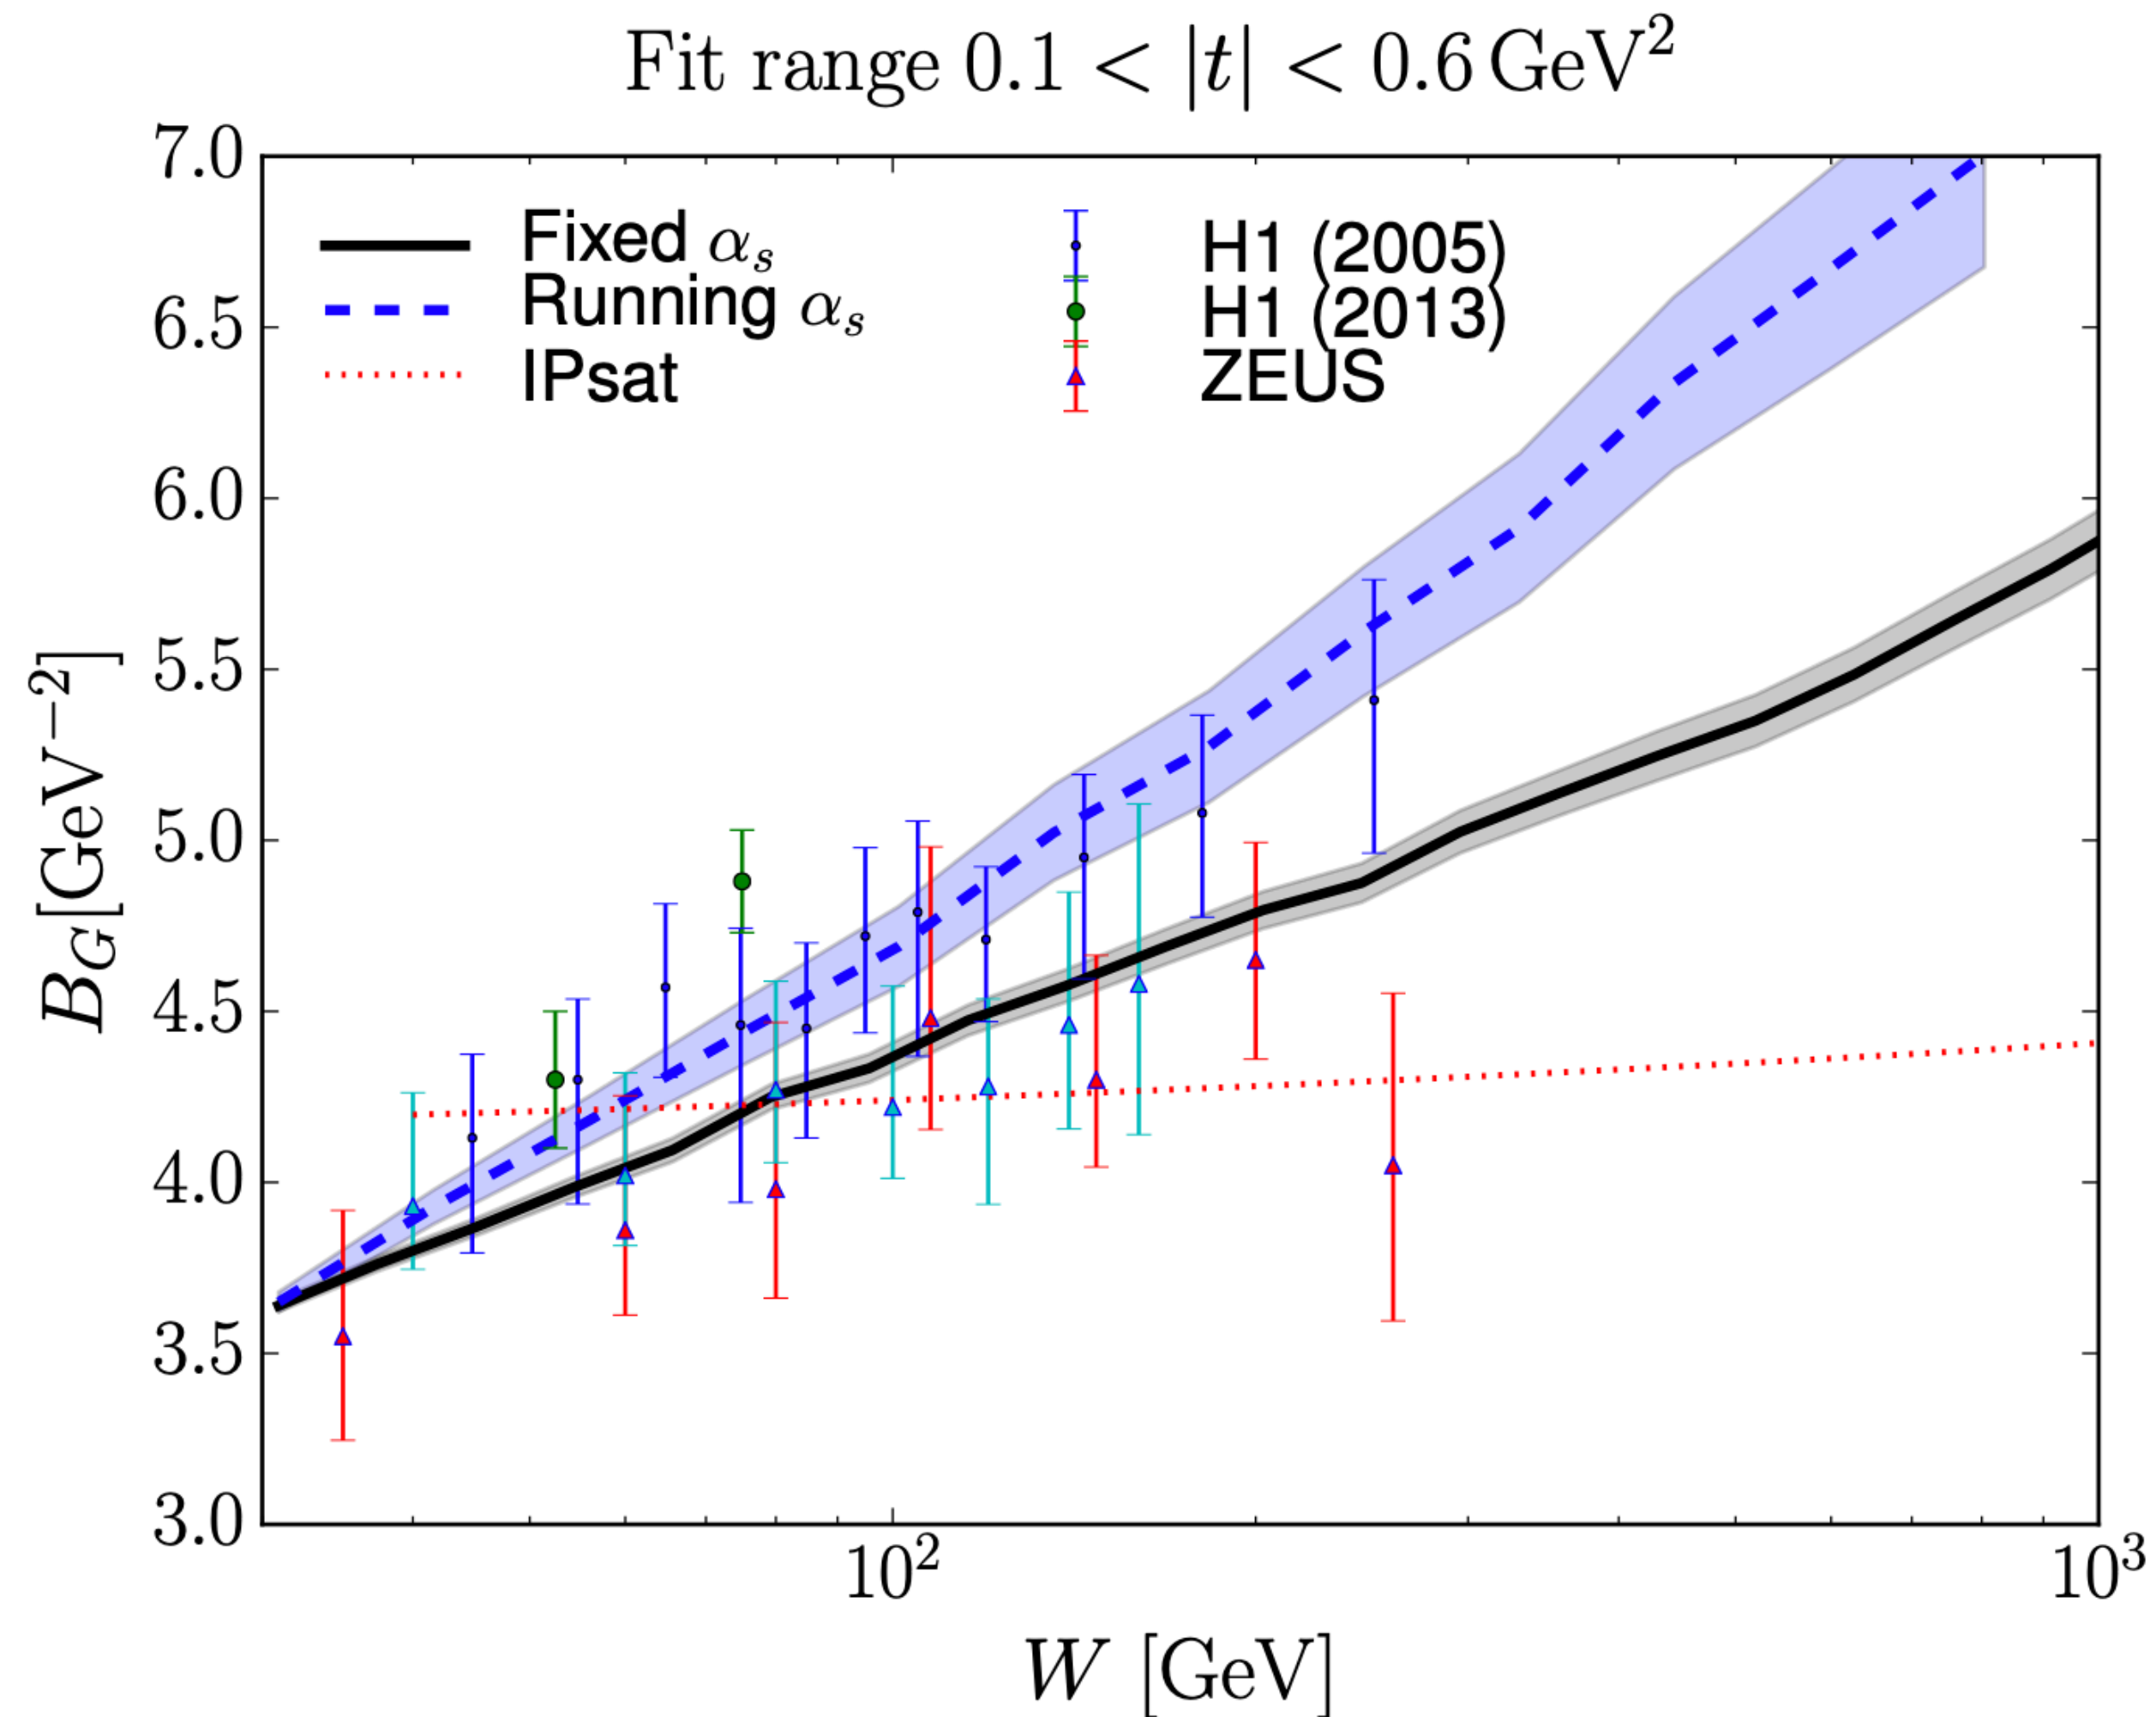 Fit range 0.1 < |t| < 0.6 GeV²
7.0
6.5
6.0
5.5
5.0
4.5
4.0
3.5
3.0
B_G [GeV⁻²]
Fixed α_s
Running α_s
IPsat
H1 (2005)
H1 (2013)
ZEUS
10²
10³
W [GeV]